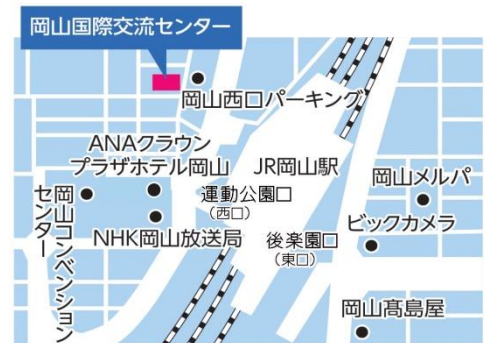 岡山国際交流センター
岡山西口パーキング
ANAクラウン
プラザホテル岡山
JR岡山駅
岡山メルパ
岡山コンベンション
センター
運動公園口
(西口)
ビックカメラ
NHK岡山放送局
後楽園口
(東口)
岡山髙島屋